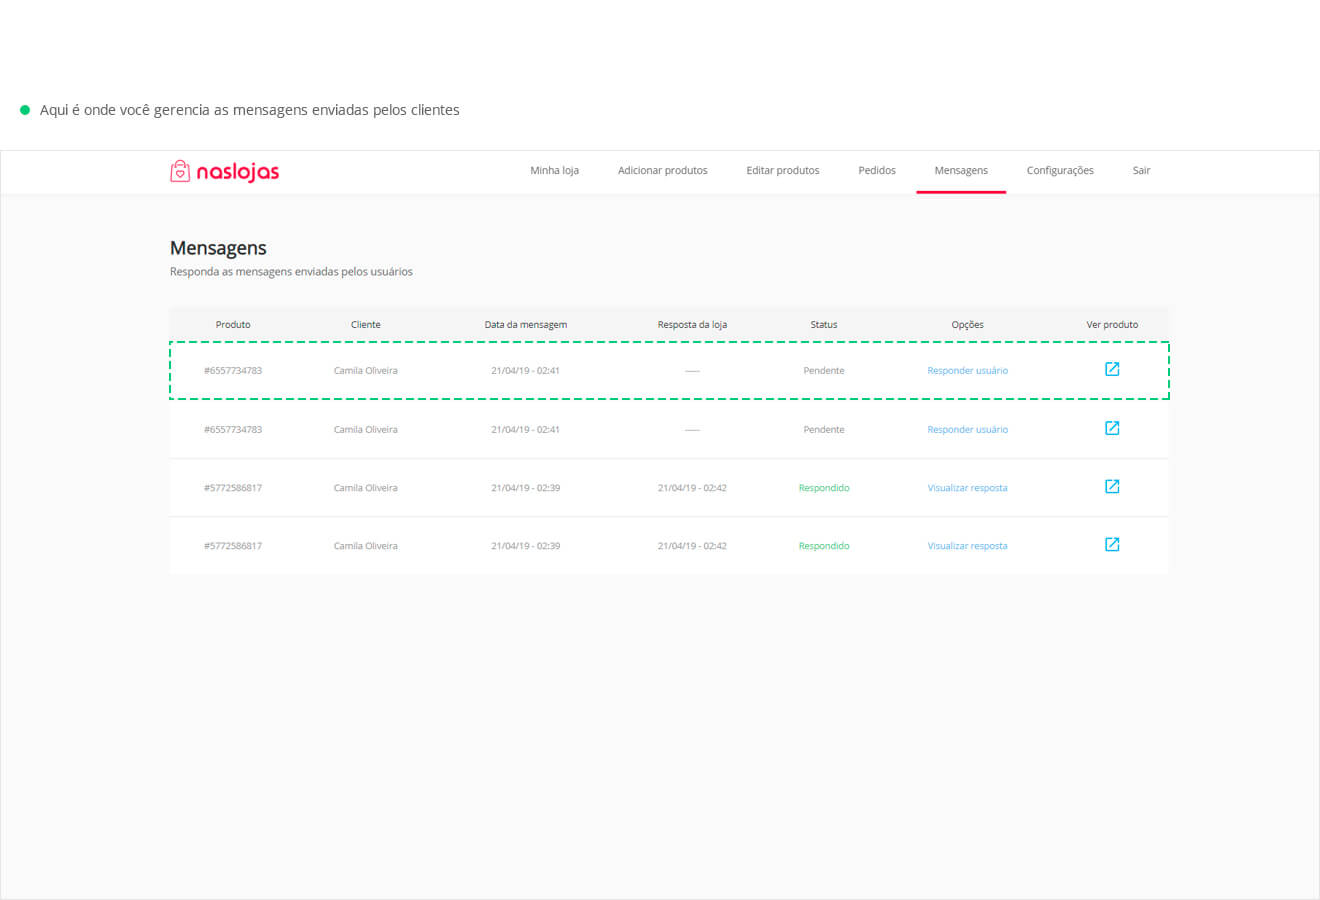 Aqui é onde você gerencia as mensagens enviadas pelos clientes
naslojas Minha loja Adicionar produtos Editar produtos Pedidos Mensagens Configurações Sair
Mensagens
Responda as mensagens enviadas pelos usuários
Produto Cliente Data da mensagem Resposta da loja Status Opções Ver produto
#6557734783 Camila Oliveira 21/04/19 - 02:41 ----- Pendente Responder usuário
#6557734783 Camila Oliveira 21/04/19 - 02:41 ----- Pendente Responder usuário
#5772586817 Camila Oliveira 21/04/19 - 02:39 21/04/19 - 02:42 Respondido Visualizar resposta
#5772586817 Camila Oliveira 21/04/19 - 02:39 21/04/19 - 02:42 Respondido Visualizar resposta